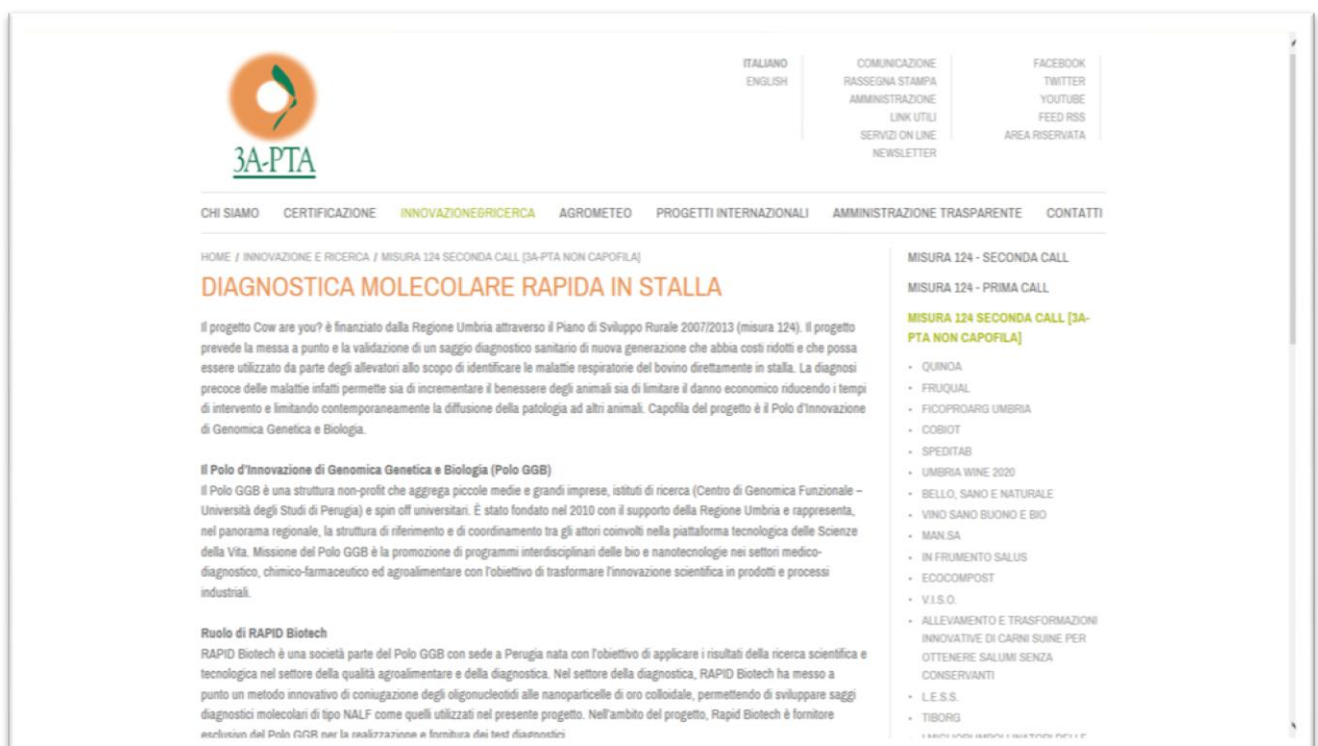 3A-PTA
ITALIANO
ENGLISH
COMUNICAZIONE
RASSEGNA STAMPA
AMMINISTRAZIONE
LINK UTILI
SERVIZI ON LINE
NEWSLETTER
FACEBOOK
TWITTER
YOUTUBE
FEED RSS
AREA RISERVATA
CHI SIAMO CERTIFICAZIONE INNOVAZIONE&RICERCA AGROMETEO PROGETTI INTERNAZIONALI AMMINISTRAZIONE TRASPARENTE CONTATTI
HOME / INNOVAZIONE E RICERCA / MISURA 124 SECONDA CALL [3A-PTA NON CAPOFILA]
DIAGNOSTICA MOLECOLARE RAPIDA IN STALLA
Il progetto Cow are you? è finanziato dalla Regione Umbria attraverso il Piano di Sviluppo Rurale 2007/2013 (misura 124). Il progetto
prevede la messa a punto e la validazione di un saggio diagnostico sanitario di nuova generazione che abbia costi ridotti e che possa
essere utilizzato da parte degli allevatori allo scopo di identificare le malattie respiratorie del bovino direttamente in stalla. La diagnosi
precoce delle malattie infatti permette sia di incrementare il benessere degli animali sia di limitare il danno economico riducendo i tempi
di intervento e limitando contemporaneamente la diffusione della patologia ad altri animali. Capofila del progetto è il Polo d'Innovazione
di Genomica Genetica e Biologia.
Il Polo d'Innovazione di Genomica Genetica e Biologia (Polo GGB)
Il Polo GGB è una struttura non-profit che aggrega piccole medie e grandi imprese, istituti di ricerca (Centro di Genomica Funzionale –
Università degli Studi di Perugia) e spin off universitari. È stato fondato nel 2010 con il supporto della Regione Umbria e rappresenta,
nel panorama regionale, la struttura di riferimento e di coordinamento tra gli attori coinvolti nella piattaforma tecnologica delle Scienze
della Vita. Missione del Polo GGB è la promozione di programmi interdisciplinari delle bio e nanotecnologie nei settori medico-
diagnostico, chimico-farmaceutico ed agroalimentare con l'obiettivo di trasformare l'innovazione scientifica in prodotti e processi
industriali.
Ruolo di RAPID Biotech
RAPID Biotech è una società parte del Polo GGB con sede a Perugia nata con l'obiettivo di applicare i risultati della ricerca scientifica e
tecnologica nel settore della qualità agroalimentare e della diagnostica. Nel settore della diagnostica, RAPID Biotech ha messo a
punto un metodo innovativo di coniugazione degli oligonucleotidi alle nanoparticelle di oro colloidale, permettendo di sviluppare saggi
diagnostici molecolari di tipo NALF come quelli utilizzati nel presente progetto. Nell'ambito del progetto, Rapid Biotech è fornitore
esclusivo del Polo GGB per la realizzazione e fornitura dei test diagnostici
MISURA 124 - SECONDA CALL
MISURA 124 - PRIMA CALL
MISURA 124 SECONDA CALL [3A-
PTA NON CAPOFILA]
QUINOA
FRUQUAL
FICOPROARG UMBRIA
COBIOT
SPEDITAB
UMBRIA WINE 2020
BELLO, SANO E NATURALE
VINO SANO BUONO E BIO
MAN.SA
IN FRUMENTO SALUS
ECOCOMPOST
V.I.S.O.
ALLEVAMENTO E TRASFORMAZIONI
INNOVATIVE DI CARNI SUINE PER
OTTENERE SALUMI SENZA
CONSERVANTI
L.E.S.S.
TIBORG